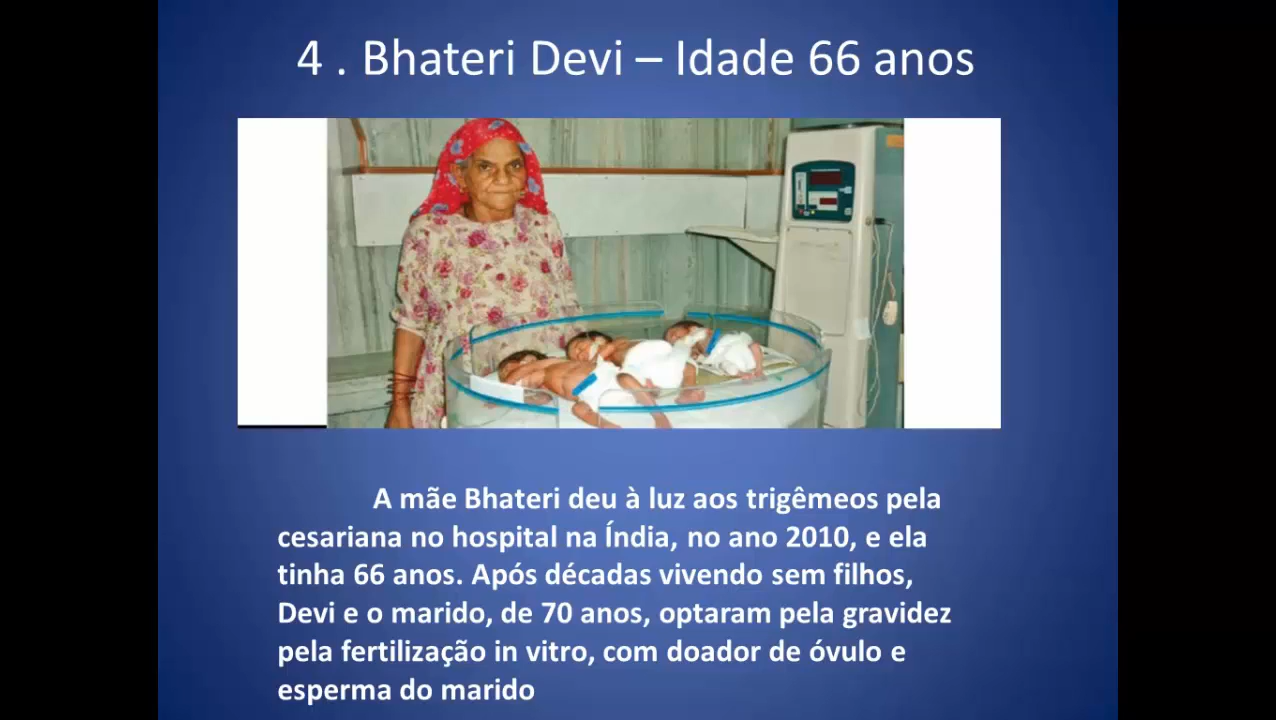 4 . Bhateri Devi – Idade 66 anos
A mãe Bhateri deu à luz aos trigêmeos pela
cesariana no hospital na Índia, no ano 2010, e ela
tinha 66 anos. Após décadas vivendo sem filhos,
Devi e o marido, de 70 anos, optaram pela gravidez
pela fertilização in vitro, com doador de óvulo e
esperma do marido